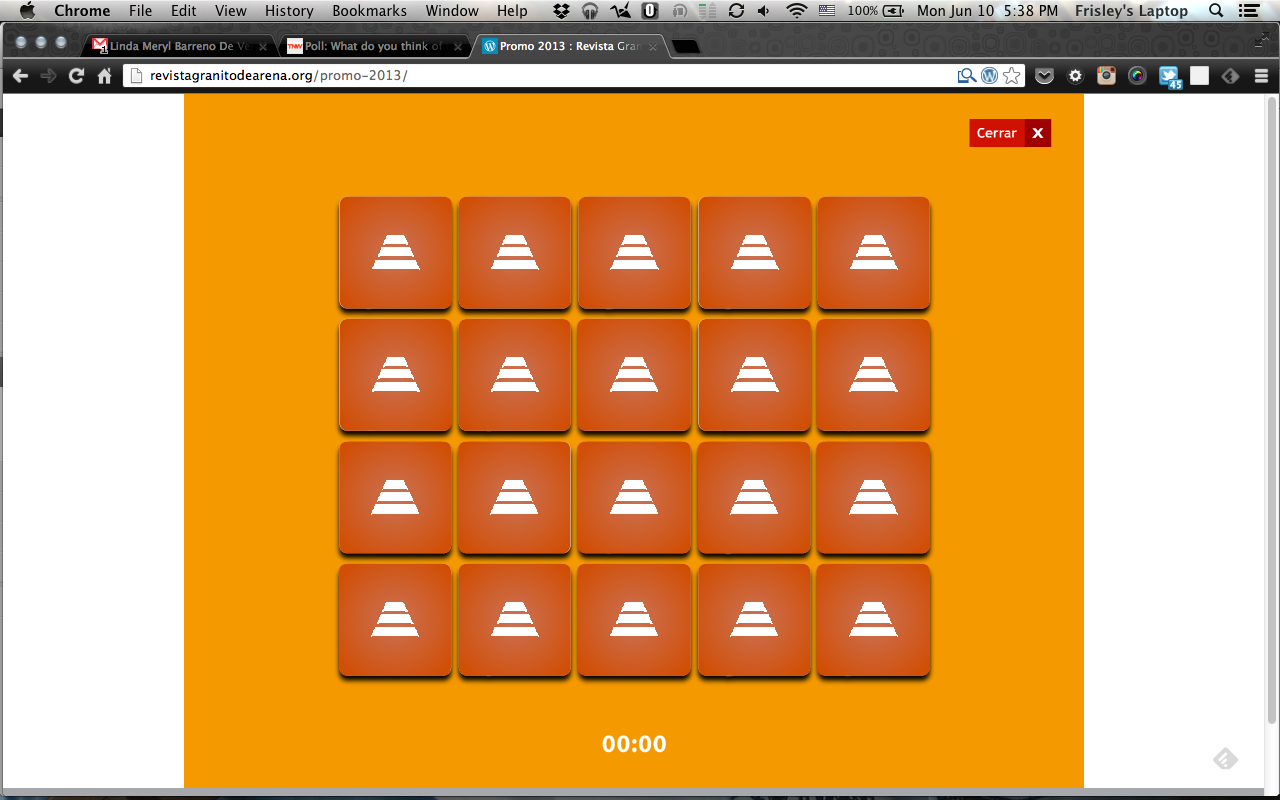 Chrome File Edit View History Bookmarks Window Help 100% Mon Jun 10 5:38 PM Frisley's Laptop
Linda Meryl Barreno De Ve Poll: What do you think of Promo 2013 : Revista Gran
revistagranitodearena.org/promo-2013/ 45
Cerrar X
00:00